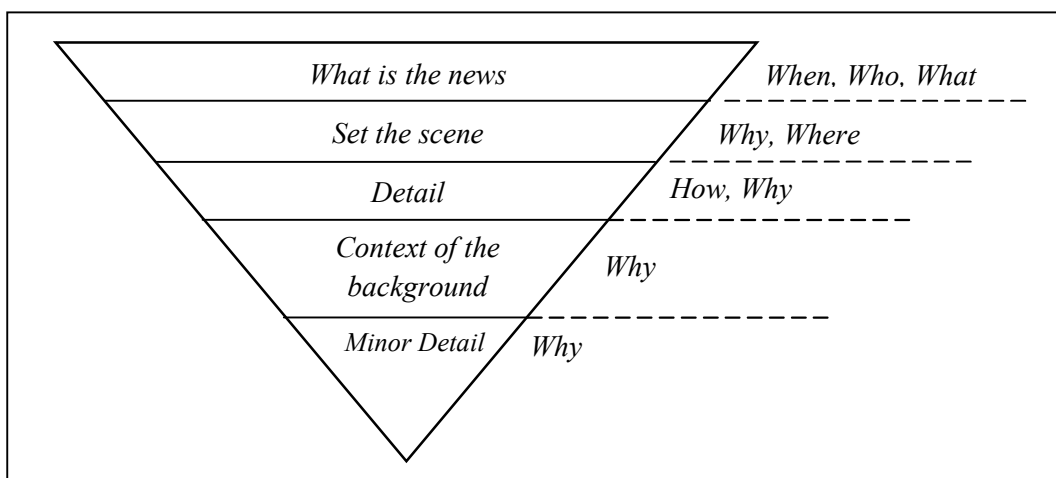 What is the news
When, Who, What
Set the scene
Why, Where
Detail
How, Why
Context of the
background
Why
Minor Detail
Why